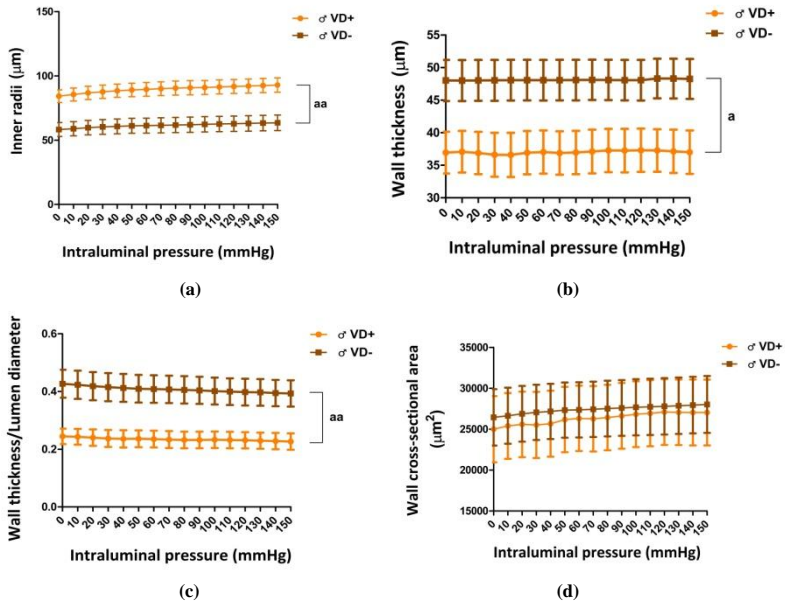 ♂ VD+
♂ VD-
Inner radii (μm)
150
100
50
0
aa
0 10 20 30 40 50 60 70 80 90 100 110 120 130 140 150
Intraluminal pressure (mmHg)
(a)
♂ VD+
♂ VD-
Wall thickness (μm)
55
50
45
40
35
30
a
0 10 20 30 40 50 60 70 80 90 100 110 120 130 140 150
Intraluminal pressure (mmHg)
(b)
♂ VD+
♂ VD-
Wall thickness/Lumen diameter
0.6
0.4
0.2
0.0
aa
0 10 20 30 40 50 60 70 80 90 100 110 120 130 140 150
Intraluminal pressure (mmHg)
(c)
♂ VD+
♂ VD-
Wall cross-sectional area
(μm²)
35000
30000
25000
20000
15000
10000
0 10 20 30 40 50 60 70 80 90 100 110 120 130 140 150
Intraluminal pressure (mmHg)
(d)